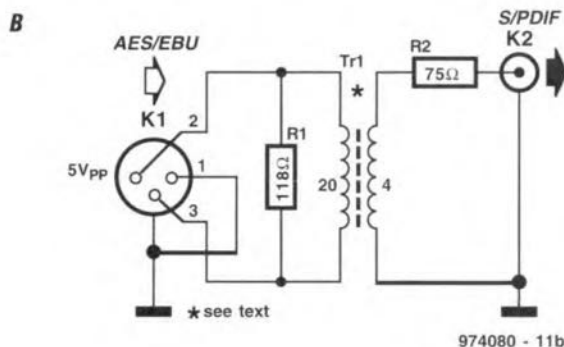 B
AES/EBU
K1
5VPP
2
1
3
R1
118Ω
Tr1
*
20
4
R2
75Ω
S/PDIF
K2
* see text
974080 - 11b